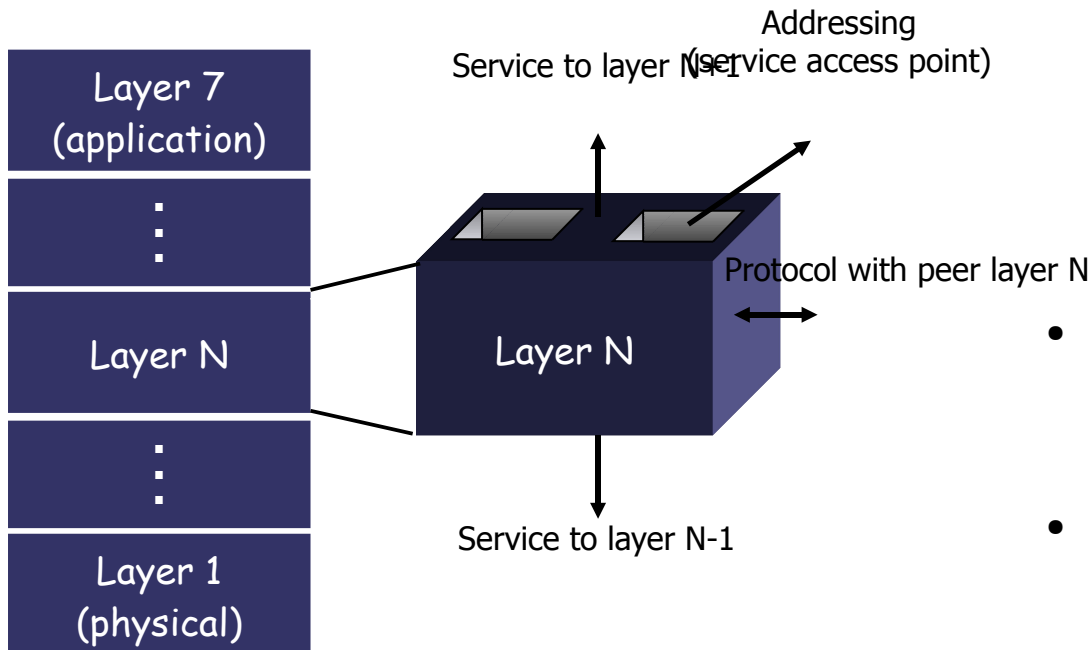 Layer 7
(application)
⋮
Layer N
⋮
Layer 1
(physical)
Addressing
(service access point)
Service to layer N+1
Layer N
Protocol with peer layer N
Service to layer N-1
•
•